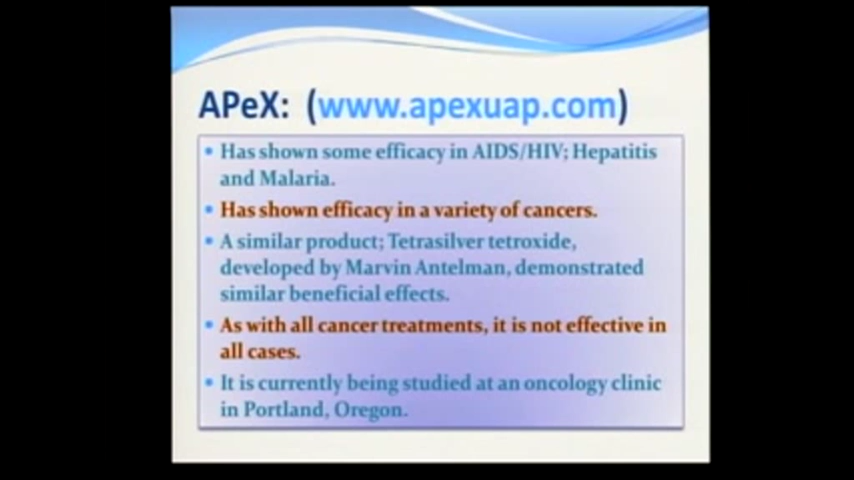 APeX: (www.apexuap.com)
• Has shown some efficacy in AIDS/HIV; Hepatitis
and Malaria.
• Has shown efficacy in a variety of cancers.
• A similar product; Tetrasilver tetroxide,
developed by Marvin Antelman, demonstrated
similar beneficial effects.
• As with all cancer treatments, it is not effective in
all cases.
• It is currently being studied at an oncology clinic
in Portland, Oregon.